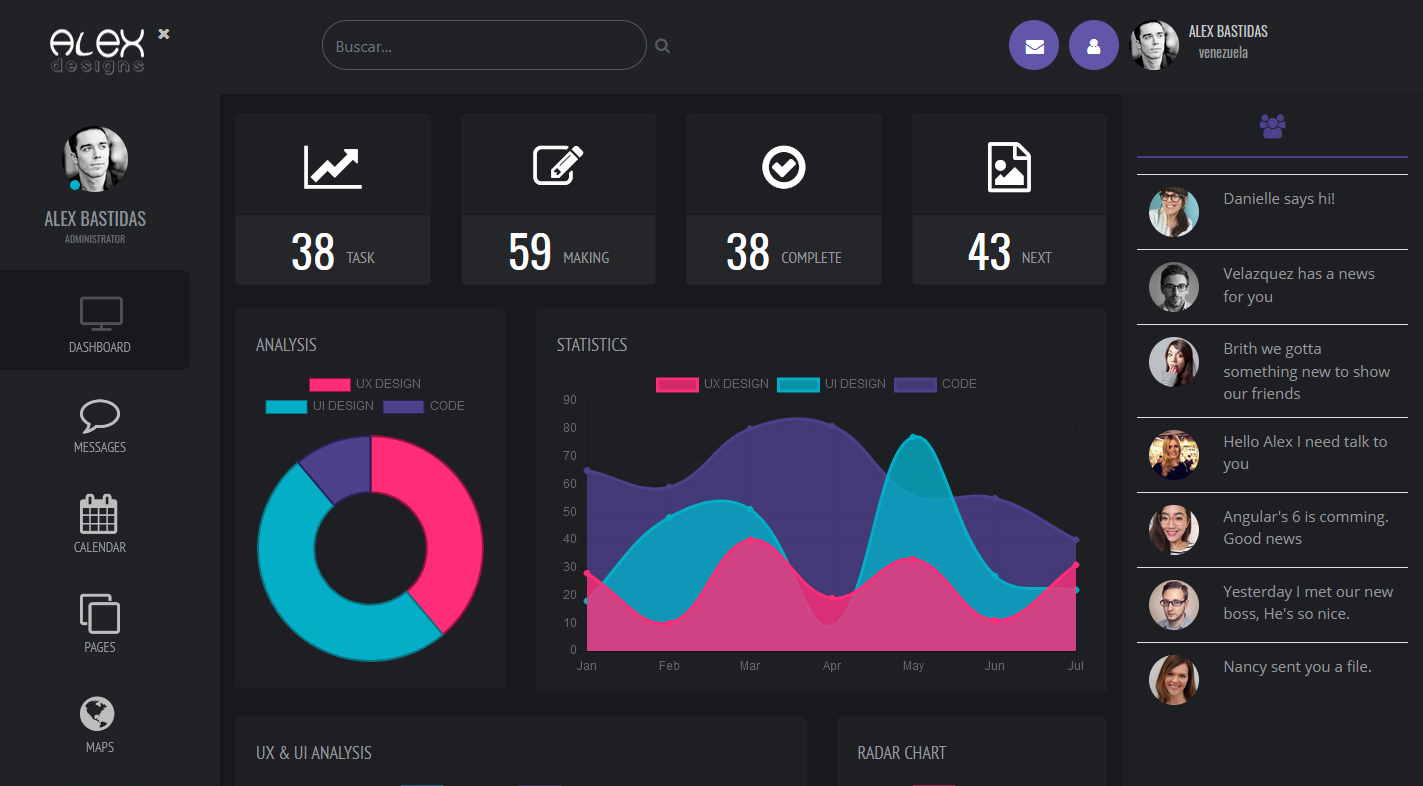 ALEX
designs
Buscar...
ALEX BASTIDAS
venezuela
ALEX BASTIDAS
ADMINISTRATOR
DASHBOARD
MESSAGES
CALENDAR
PAGES
MAPS
38 TASK
59 MAKING
38 COMPLETE
43 NEXT
ANALYSIS
UX DESIGN
UI DESIGN CODE
STATISTICS
UX DESIGN UI DESIGN CODE
90
80
70
60
50
40
30
20
10
0
Jan Feb Mar Apr May Jun Jul
UX & UI ANALYSIS
RADAR CHART
Danielle says hi!
Velazquez has a news
for you
Brith we gotta
something new to show
our friends
Hello Alex I need talk to
you
Angular's 6 is comming.
Good news
Yesterday I met our new
boss, He's so nice.
Nancy sent you a file.